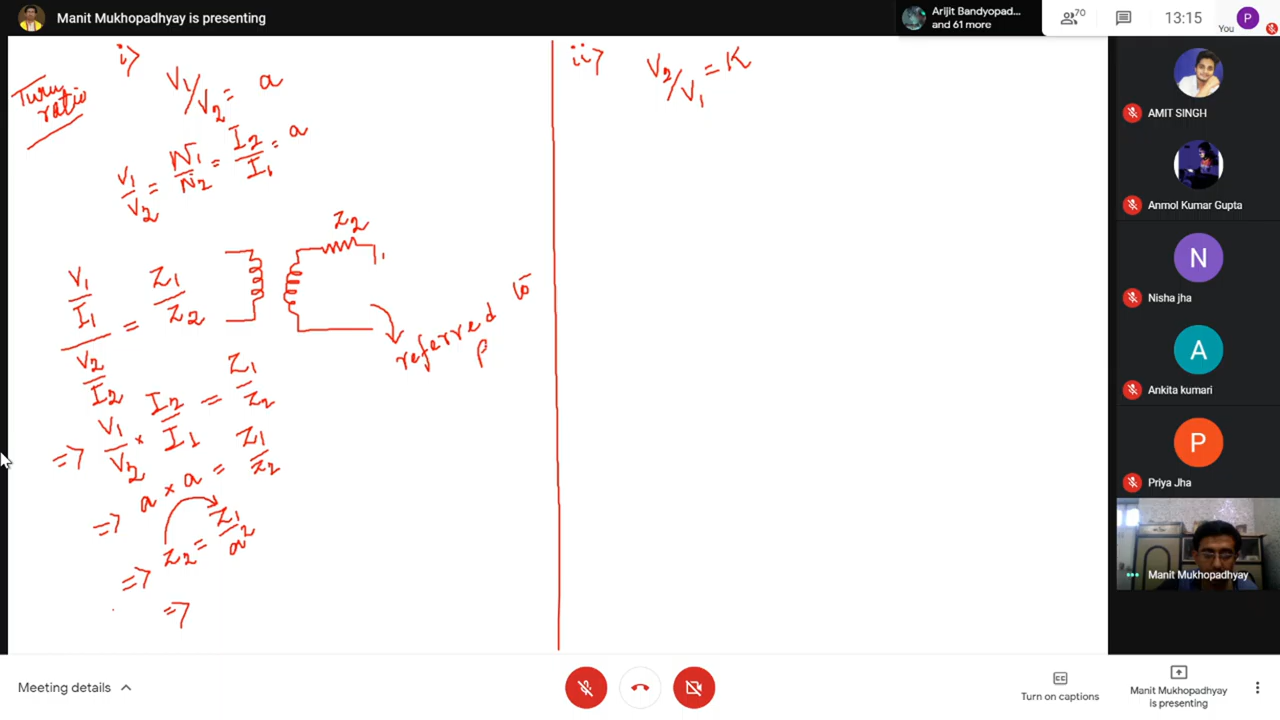 Manit Mukhopadhyay is presenting
Arijit Bandyopad...
and 61 more
70
13:15
You
P
Turn
ratio
i)
V1/V2 = a
V1/V2 = N1/N2 = I2/I1 = a
Z2
V1/I1 / V2/I2 = Z1/Z2
referred to
P
=> V1/V2 × I2/I1 = Z1/Z2
=> a × a = Z1/Z2
=> Z2 = Z1/a2
=>
ii)
V2/V1 = K
AMIT SINGH
Anmol Kumar Gupta
N
Nisha jha
A
Ankita kumari
P
Priya Jha
Manit Mukhopadhyay
Meeting details
CC
Turn on captions
Manit Mukhopadhyay
is presenting